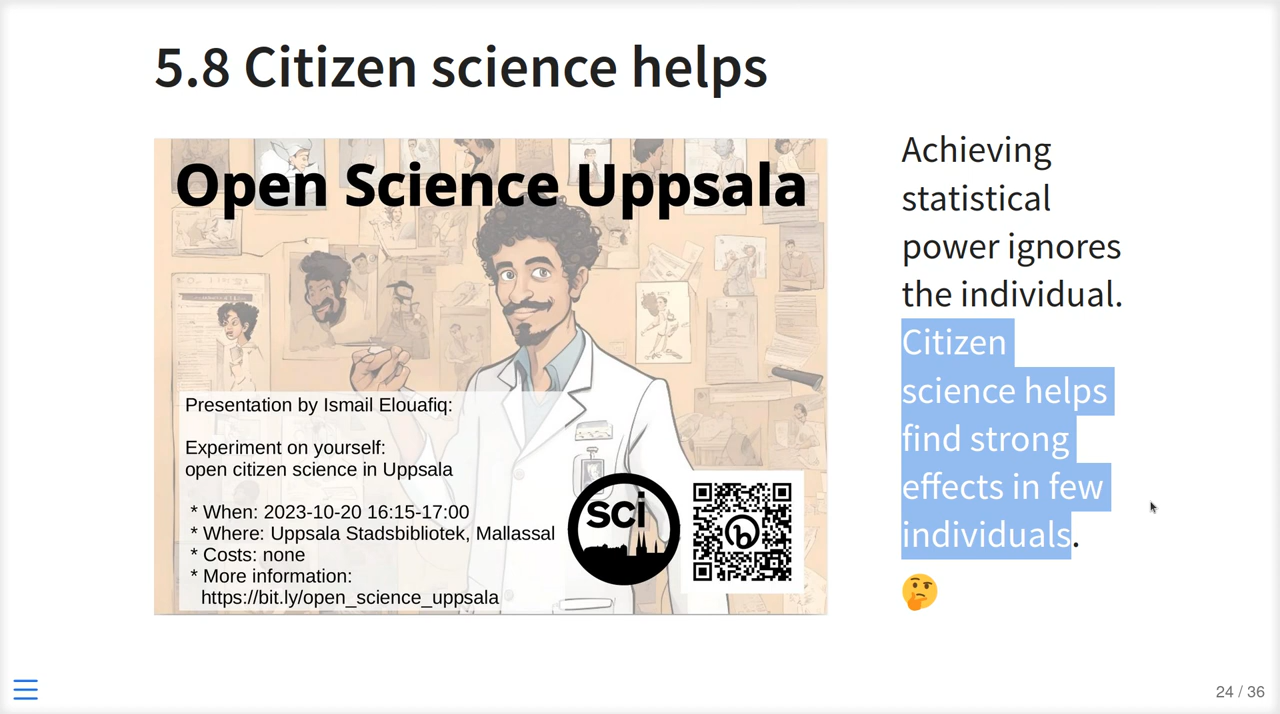 5.8 Citizen science helps
Open Science Uppsala
Presentation by Ismail Elouafiq:
Experiment on yourself:
open citizen science in Uppsala
* When: 2023-10-20 16:15-17:00
* Where: Uppsala Stadsbibliotek, Mallassal
* Costs: none
* More information:
https://bit.ly/open_science_uppsala
sci
b
Achieving
statistical
power ignores
the individual.
Citizen
science helps
find strong
effects in few
individuals.
🤔
24 / 36